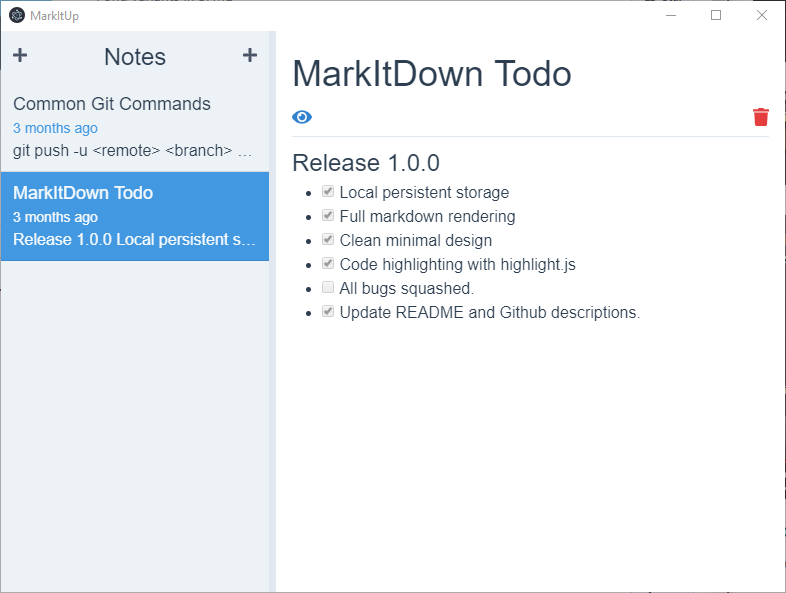 MarkItUp
Notes
Common Git Commands
3 months ago
git push -u <remote> <branch> ...
MarkItDown Todo
3 months ago
Release 1.0.0 Local persistent s...
MarkItDown Todo
Release 1.0.0
Local persistent storage
Full markdown rendering
Clean minimal design
Code highlighting with highlight.js
All bugs squashed.
Update README and Github descriptions.